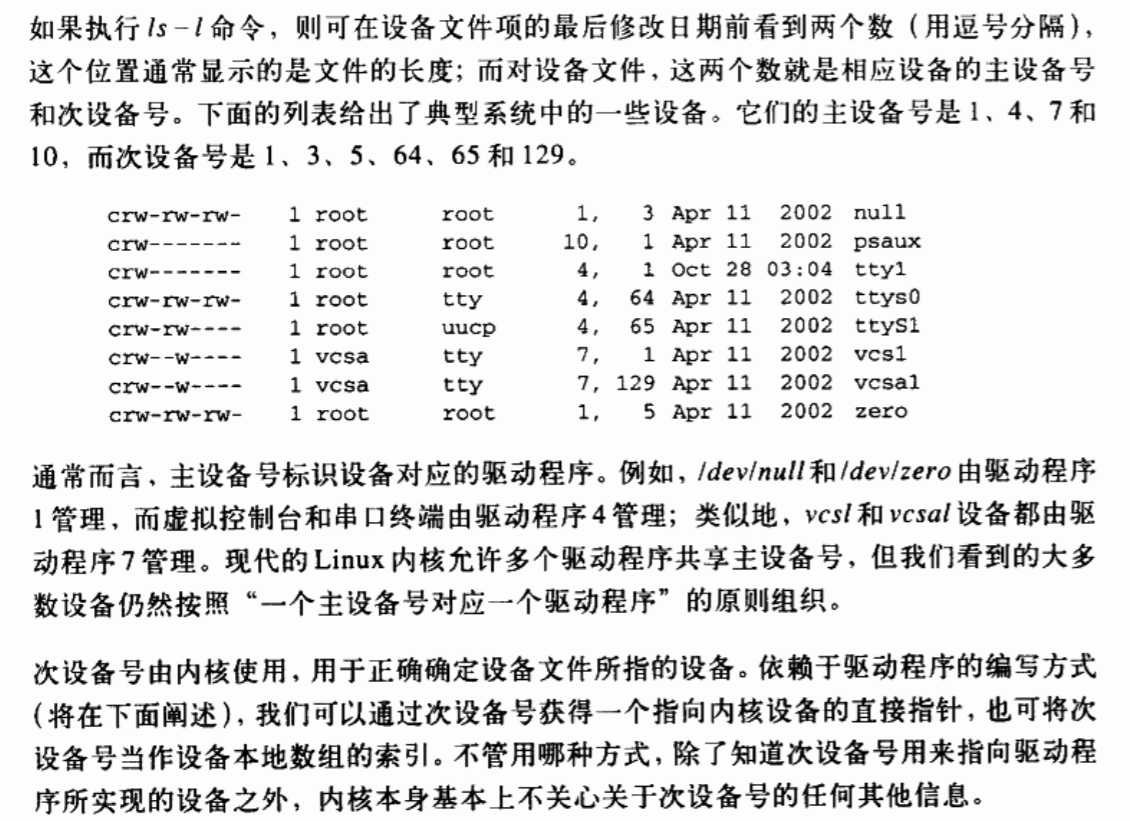 如果执行 ls –l 命令，则可在设备文件项的最后修改日期前看到两个数（用逗号分隔），
这个位置通常显示的是文件的长度；而对设备文件，这两个数就是相应设备的主设备号
和次设备号。下面的列表给出了典型系统中的一些设备。它们的主设备号是 1、4、7 和
10，而次设备号是 1、3、5、64、65 和 129。
crw-rw-rw- 1 root root 1, 3 Apr 11 2002 null
crw------- 1 root root 10, 1 Apr 11 2002 psaux
crw------- 1 root root 4, 1 Oct 28 03:04 tty1
crw-rw-rw- 1 root tty 4, 64 Apr 11 2002 ttys0
crw-rw---- 1 root uucp 4, 65 Apr 11 2002 ttyS1
crw--w---- 1 vcsa tty 7, 1 Apr 11 2002 vcs1
crw--w---- 1 vcsa tty 7, 129 Apr 11 2002 vcsa1
crw-rw-rw- 1 root root 1, 5 Apr 11 2002 zero
通常而言，主设备号标识设备对应的驱动程序。例如，/dev/null 和 /dev/zero 由驱动程序
1 管理，而虚拟控制台和串口终端由驱动程序 4 管理；类似地，vcsl 和 vcsal 设备都由驱
动程序 7 管理。现代的 Linux 内核允许多个驱动程序共享主设备号，但我们看到的大多
数设备仍然按照“一个主设备号对应一个驱动程序”的原则组织。
次设备号由内核使用，用于正确确定设备文件所指的设备。依赖于驱动程序的编写方式
（将在下面阐述），我们可以通过次设备号获得一个指向内核设备的直接指针，也可将次
设备号当作设备本地数组的索引。不管用哪种方式，除了知道次设备号用来指向驱动程
序所实现的设备之外，内核本身基本上不关心关于次设备号的任何其他信息。